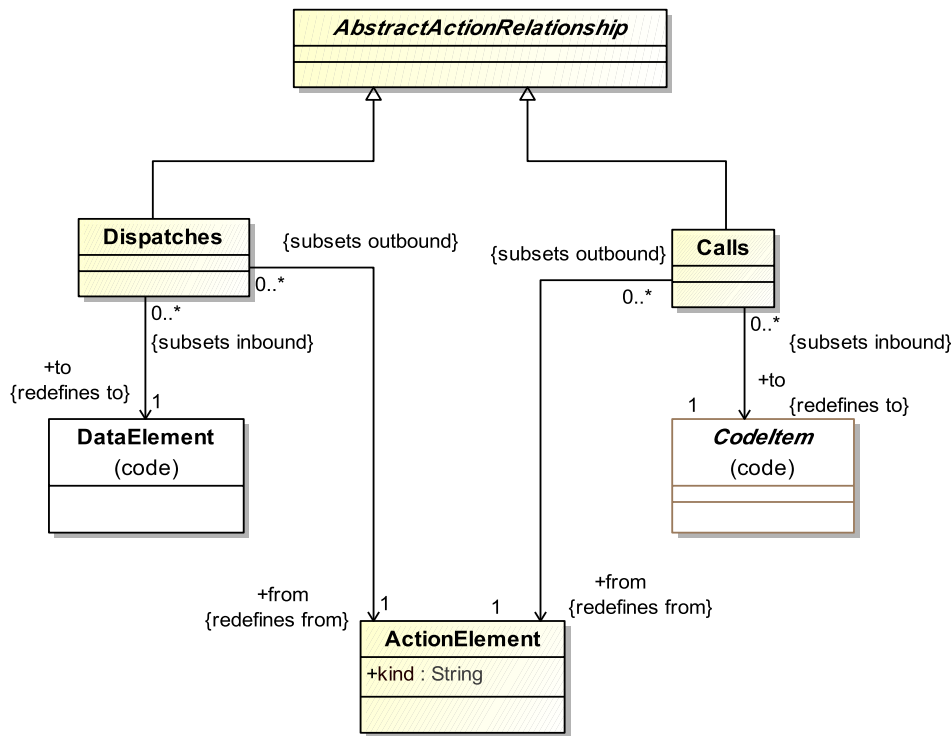 AbstractActionRelationship
Dispatches
{subsets outbound}
0..*
{subsets outbound}
Calls
0..*
0..*
{subsets inbound}
0..*
{subsets inbound}
+to
{redefines to}
1
+to
{redefines to}
1
DataElement
(code)
CodeItem
(code)
+from
{redefines from}
1
1
+from
{redefines from}
ActionElement
+kind : String